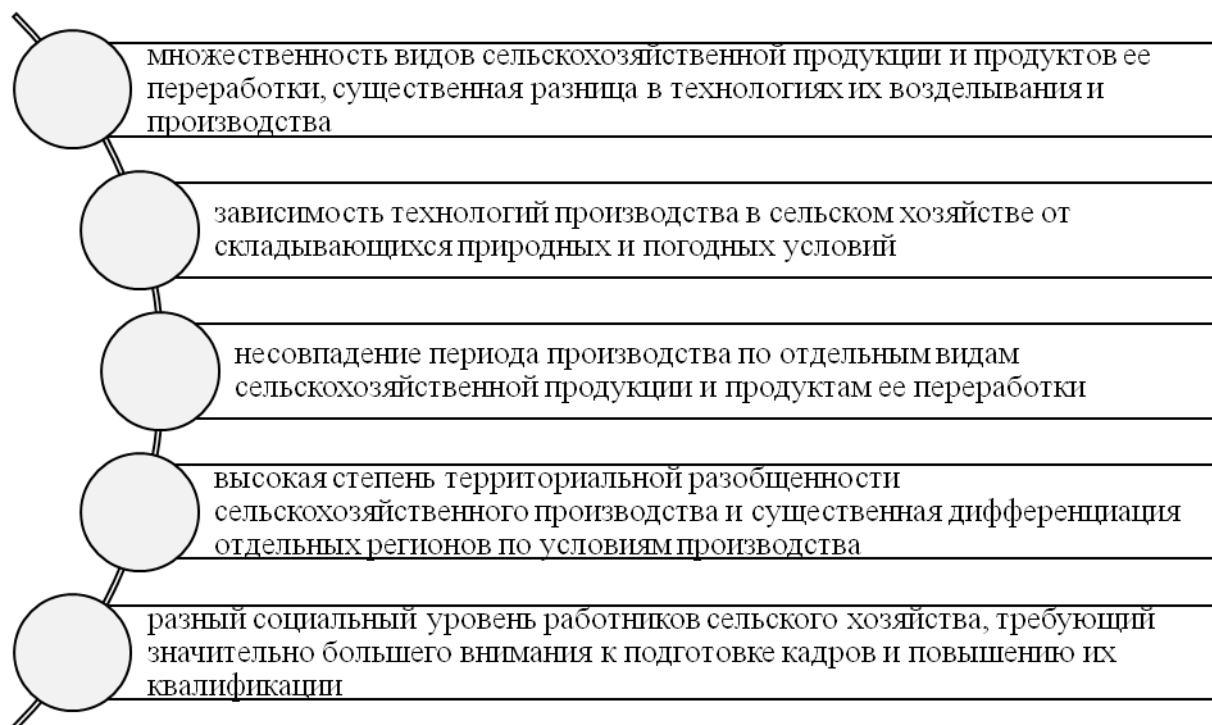 множественность видов сельскохозяйственной продукции и продуктов ее
переработки, существенная разница в технологиях их возделывания и
производства
зависимость технологий производства в сельском хозяйстве от
складывающихся природных и погодных условий
несовпадение периода производства по отдельным видам
сельскохозяйственной продукции и продуктам ее переработки
высокая степень территориальной разобщенности
сельскохозяйственного производства и существенная дифференциация
отдельных регионов по условиям производства
разный социальный уровень работников сельского хозяйства, требующий
значительно большего внимания к подготовке кадров и повышению их
квалификации